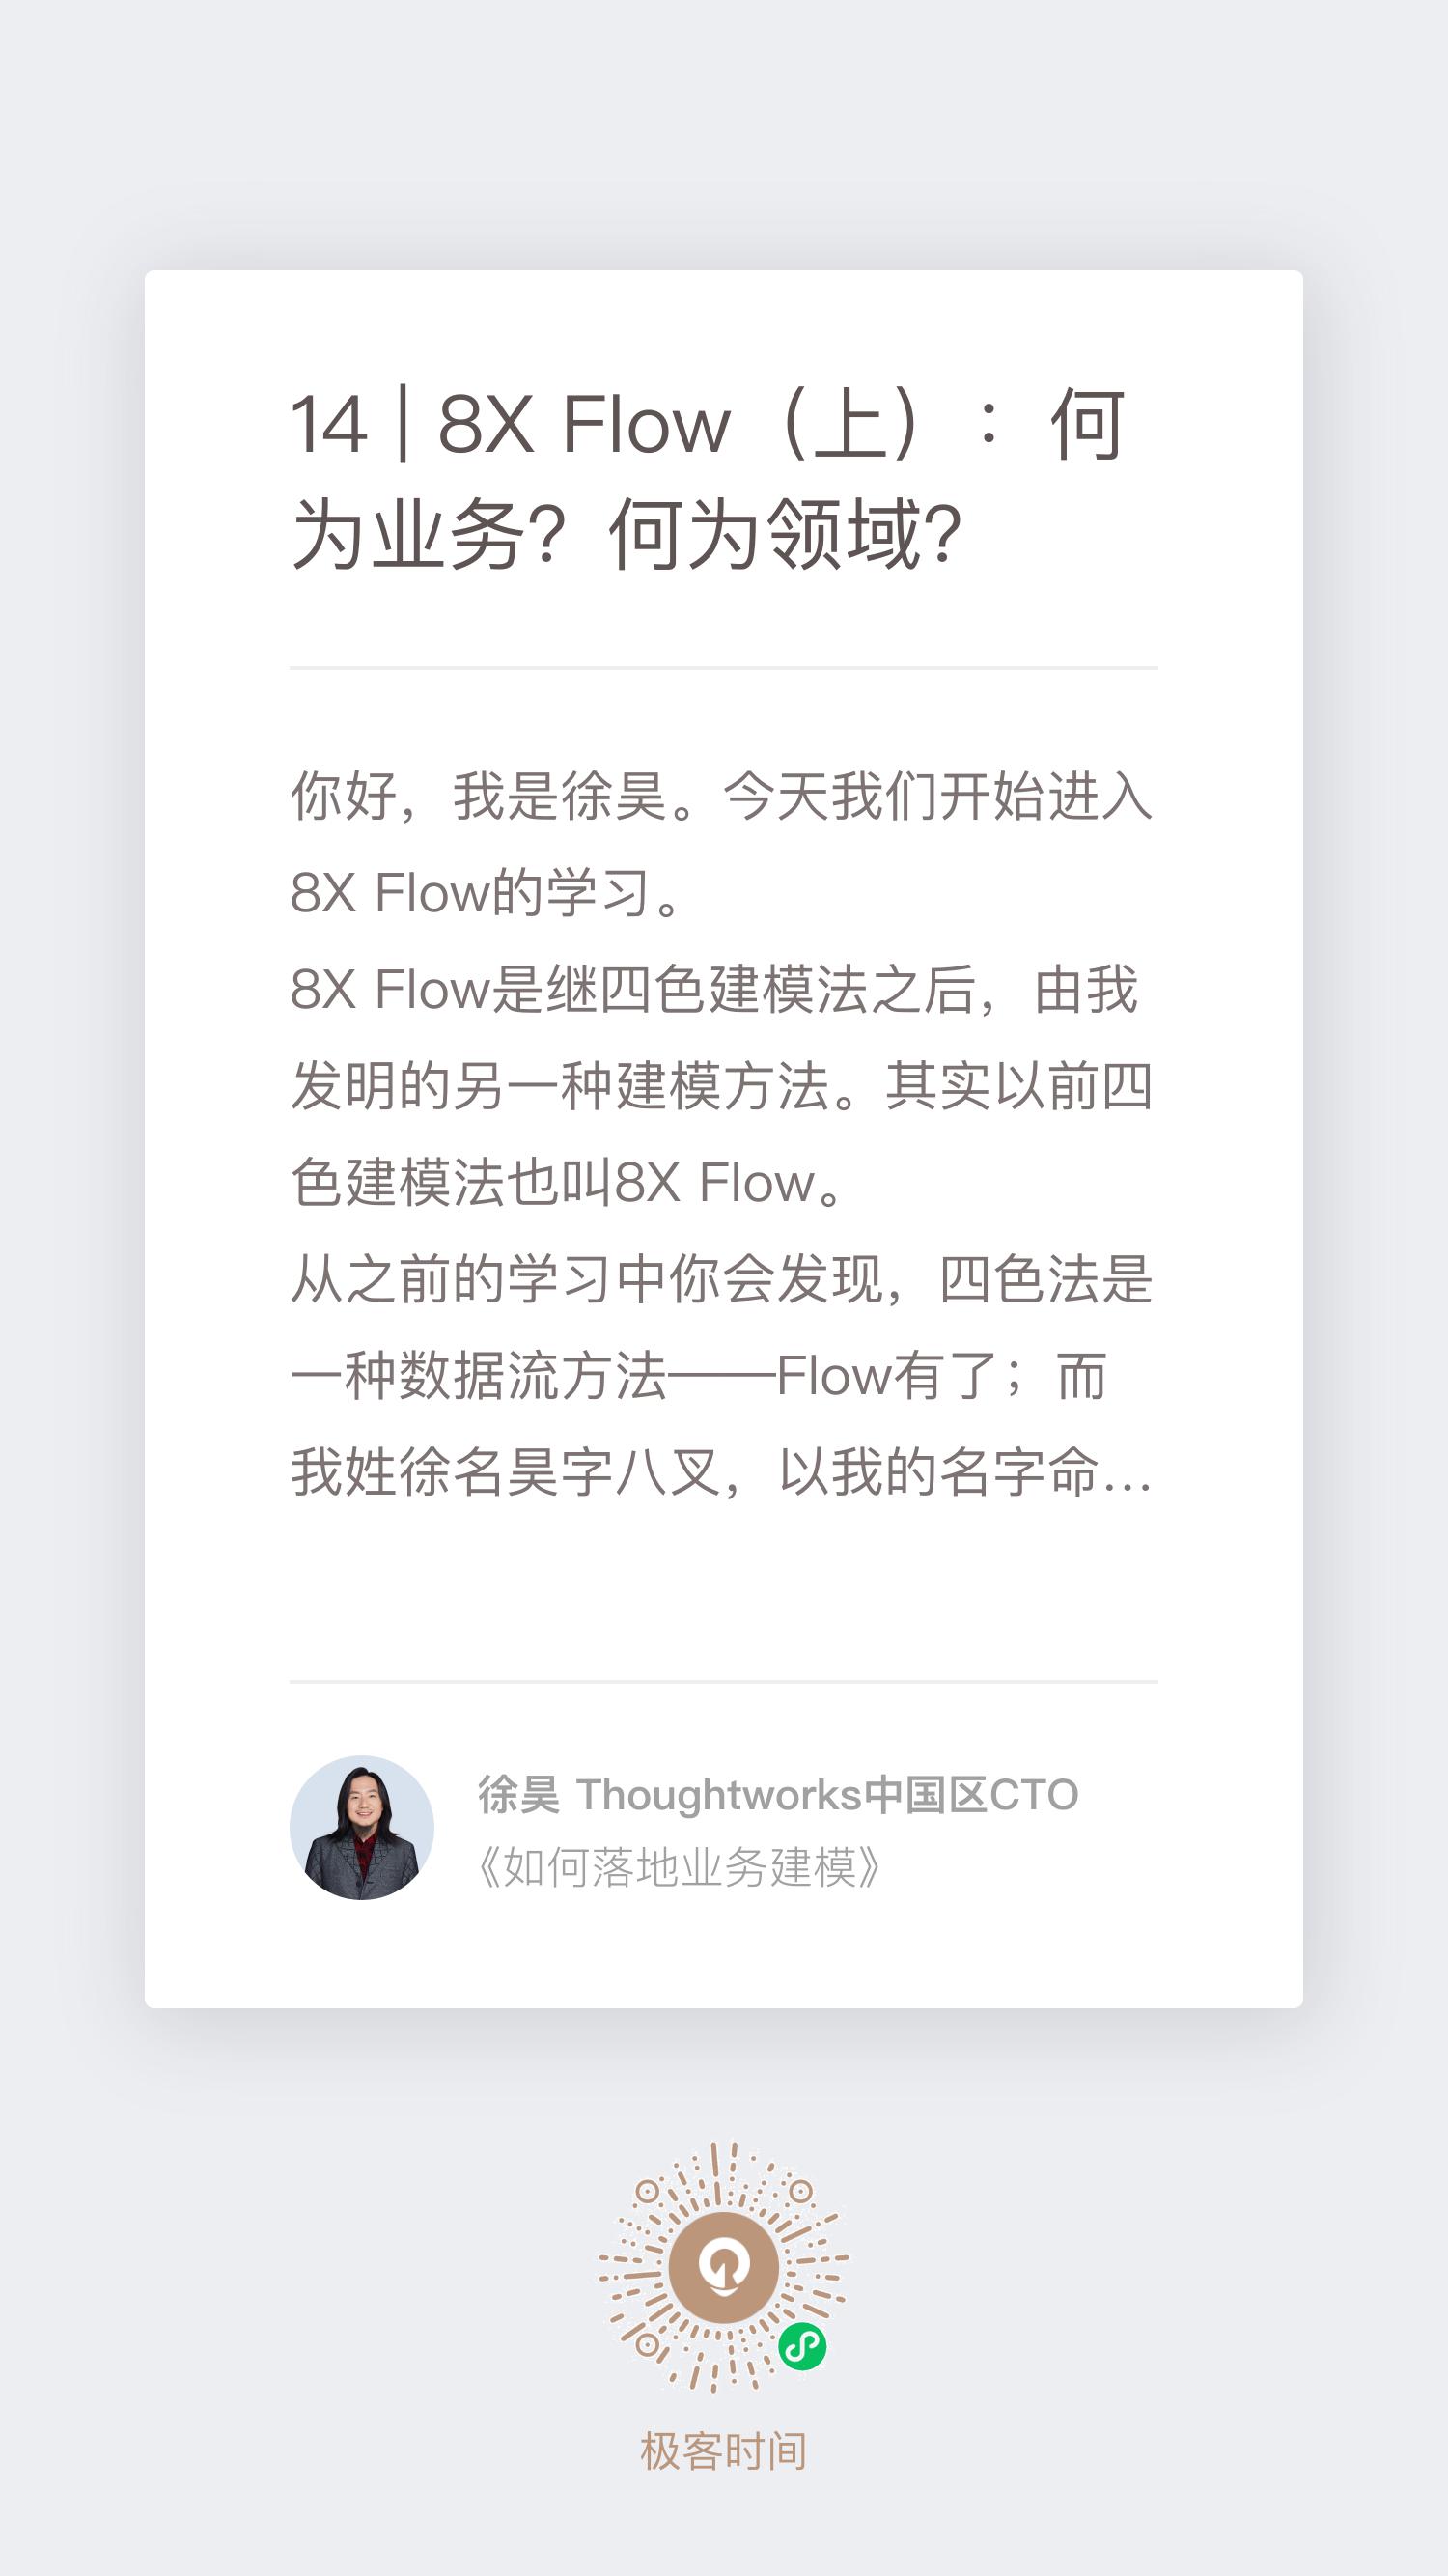 14 | 8X Flow（上）：何
为业务？何为领域？
你好，我是徐昊。今天我们开始进入
8X Flow的学习。
8X Flow是继四色建模法之后，由我
发明的另一种建模方法。其实以前四
色建模法也叫8X Flow。
从之前的学习中你会发现，四色法是
一种数据流方法——Flow有了；而
我姓徐名昊字八叉，以我的名字命...
徐昊 Thoughtworks中国区CTO
《如何落地业务建模》
极客时间